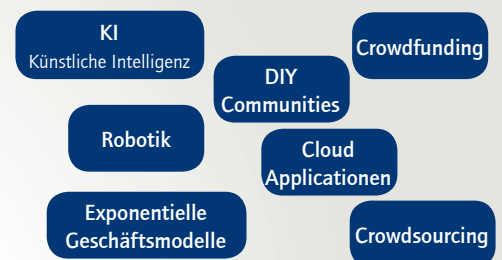 KI
Künstliche Intelligenz
Crowdfunding
DIY
Communities
Robotik
Cloud
Applicationen
Exponentielle
Geschäftsmodelle
Crowdsourcing